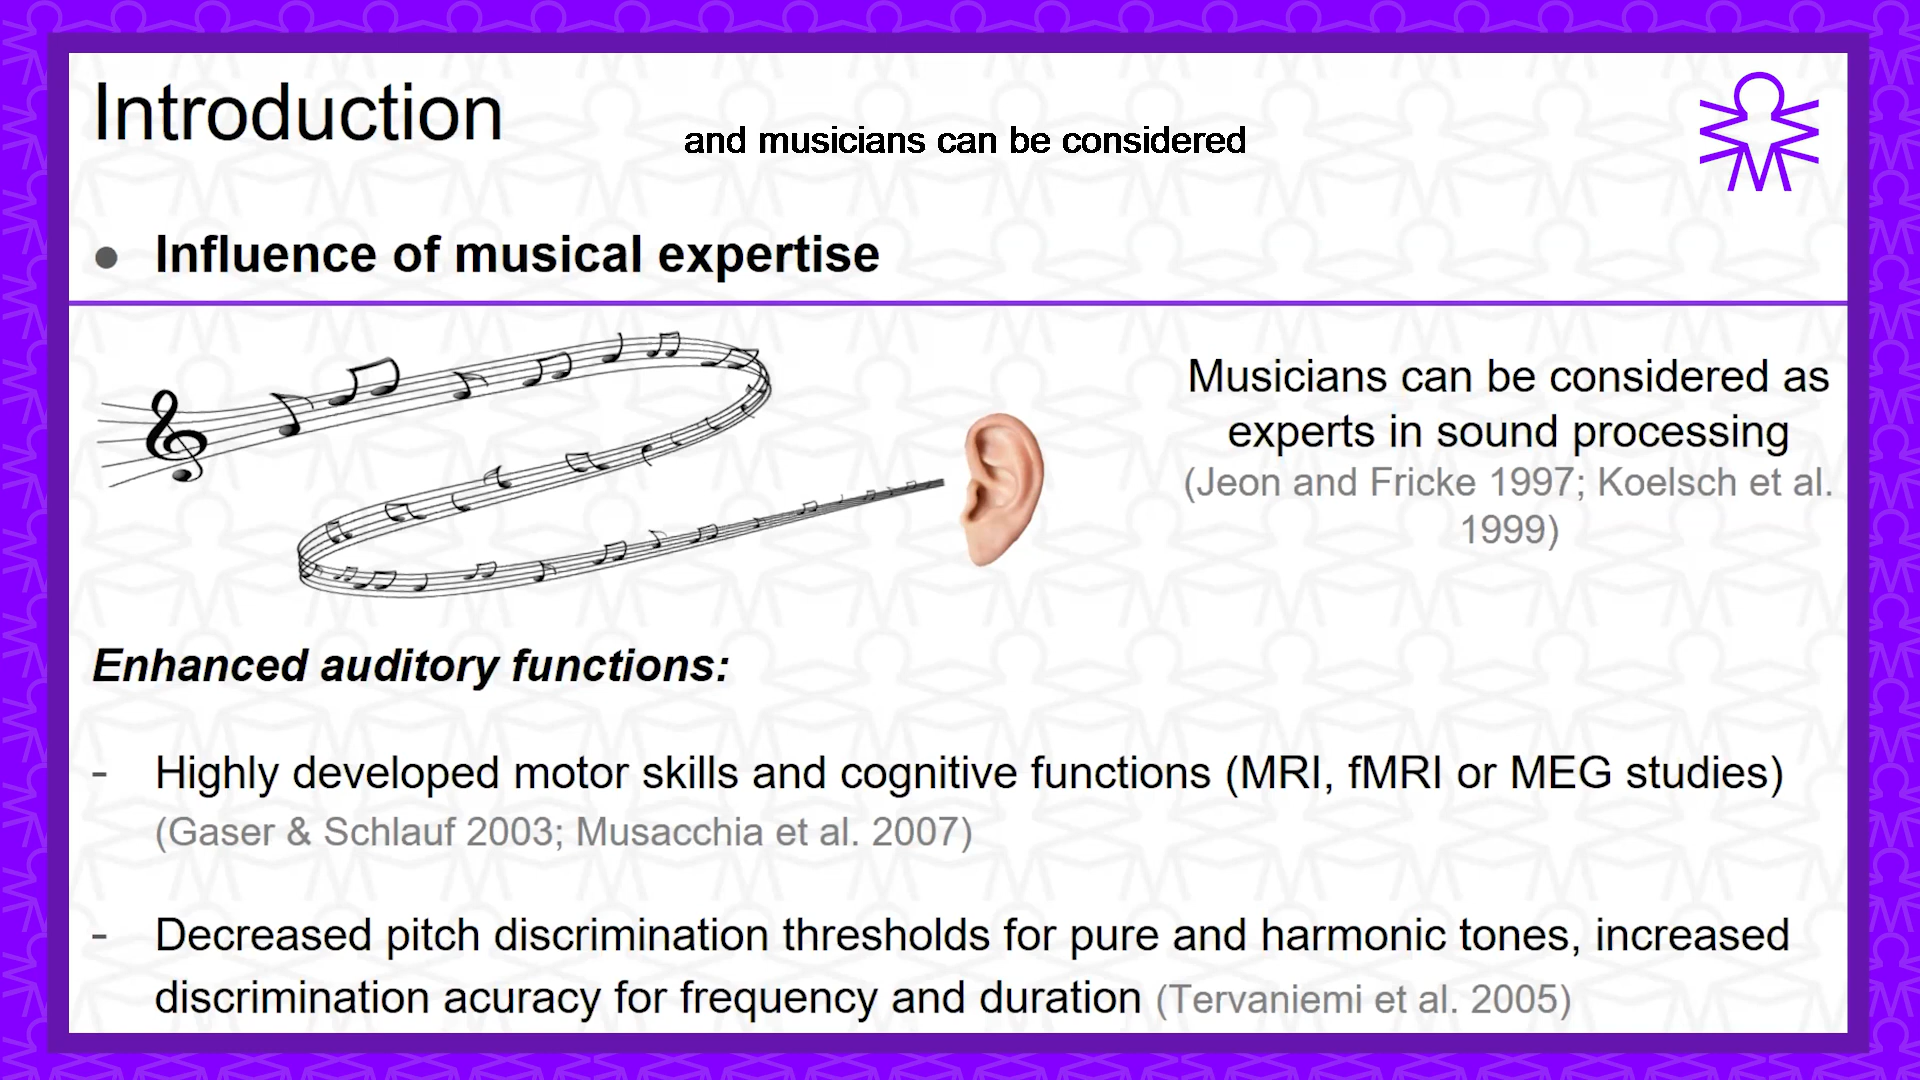 Introduction
and musicians can be considered
● Influence of musical expertise
Musicians can be considered as
experts in sound processing
(Jeon and Fricke 1997; Koelsch et al.
1999)
Enhanced auditory functions:
- Highly developed motor skills and cognitive functions (MRI, fMRI or MEG studies)
(Gaser & Schlauf 2003; Musacchia et al. 2007)
- Decreased pitch discrimination thresholds for pure and harmonic tones, increased
discrimination acuracy for frequency and duration (Tervaniemi et al. 2005)